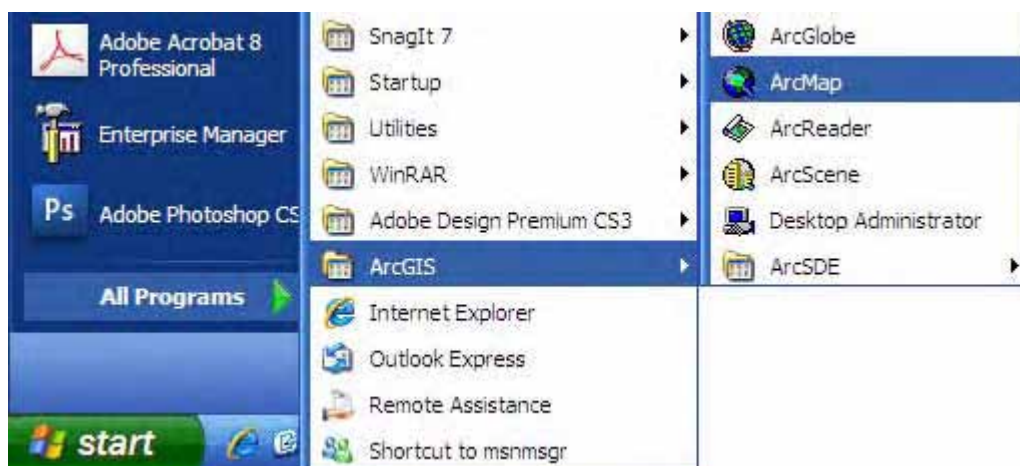 Adobe Acrobat 8
Professional
Enterprise Manager
Ps
Adobe Photoshop CS
All Programs
start
SnagIt 7
Startup
Utilities
WinRAR
Adobe Design Premium CS3
ArcGIS
Internet Explorer
Outlook Express
Remote Assistance
Shortcut to msnmsgr
ArcGlobe
ArcMap
ArcReader
ArcScene
Desktop Administrator
ArcSDE